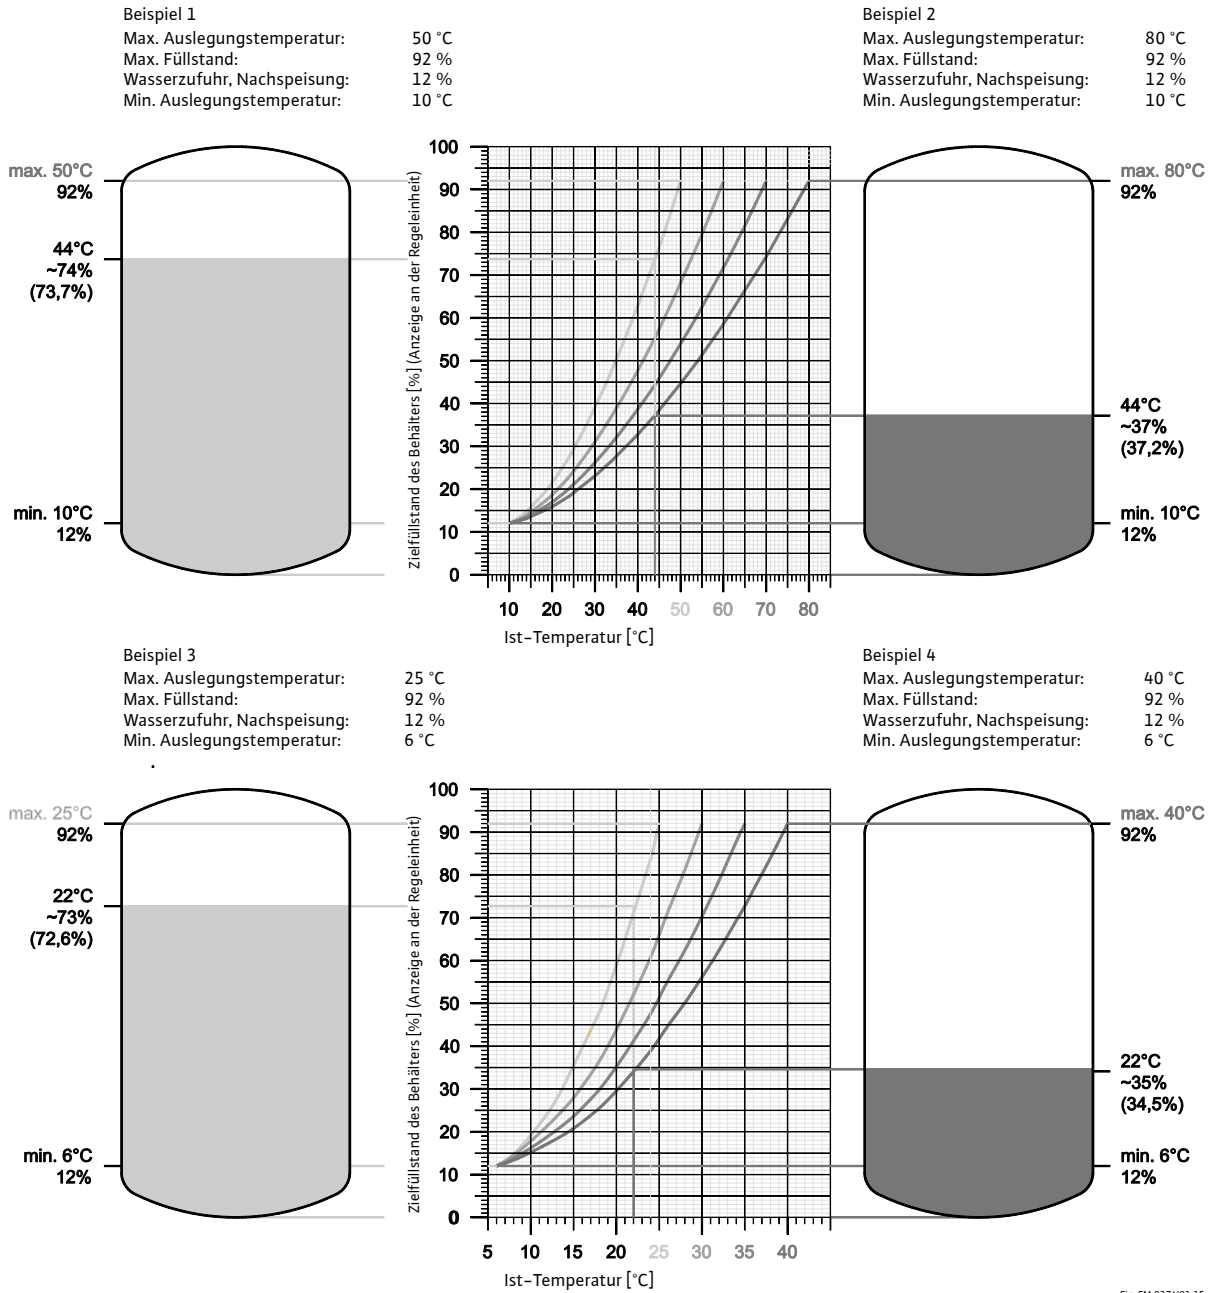 Beispiel 1
Max. Auslegungstemperatur: 50 °C
Max. Füllstand: 92 %
Wasserzufuhr, Nachspeisung: 12 %
Min. Auslegungstemperatur: 10 °C
Beispiel 2
Max. Auslegungstemperatur: 80 °C
Max. Füllstand: 92 %
Wasserzufuhr, Nachspeisung: 12 %
Min. Auslegungstemperatur: 10 °C
max. 50°C
92%
44°C
~74%
(73,7%)
min. 10°C
12%
Zielfüllstand des Behälters [%] (Anzeige an der Regeleinheit)
100
90
80
70
60
50
40
30
20
10
0
10 20 30 40 50 60 70 80
Ist-Temperatur [°C]
max. 80°C
92%
44°C
~37%
(37,2%)
min. 10°C
12%
Beispiel 3
Max. Auslegungstemperatur: 25 °C
Max. Füllstand: 92 %
Wasserzufuhr, Nachspeisung: 12 %
Min. Auslegungstemperatur: 6 °C
.
Beispiel 4
Max. Auslegungstemperatur: 40 °C
Max. Füllstand: 92 %
Wasserzufuhr, Nachspeisung: 12 %
Min. Auslegungstemperatur: 6 °C
max. 25°C
92%
22°C
~73%
(72,6%)
min. 6°C
12%
Zielfüllstand des Behälters [%] (Anzeige an der Regeleinheit)
100
90
80
70
60
50
40
30
20
10
0
5 10 15 20 25 30 35 40
Ist-Temperatur [°C]
max. 40°C
92%
22°C
~35%
(34,5%)
min. 6°C
12%